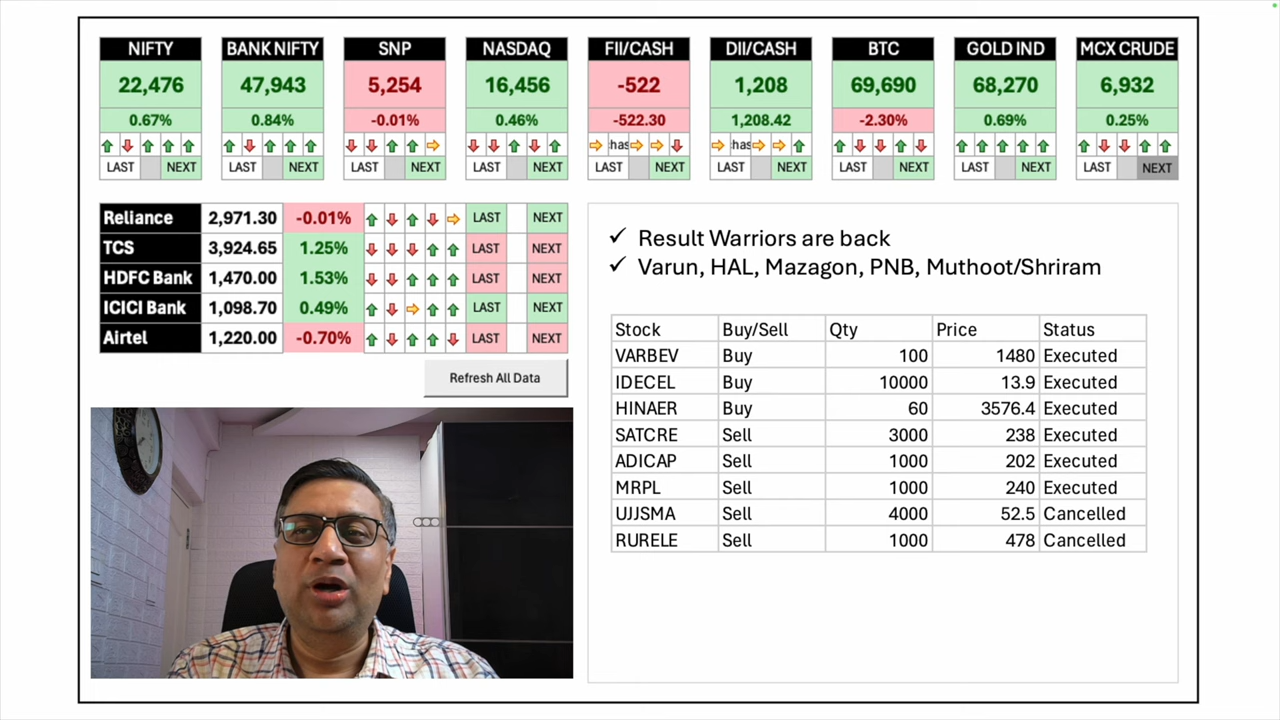 NIFTY BANK NIFTY SNP NASDAQ FII/CASH DII/CASH BTC GOLD IND MCX CRUDE
22,476 47,943 5,254 16,456 -522 1,208 69,690 68,270 6,932
0.67% 0.84% -0.01% 0.46% -522.30 1,208.42 -2.30% 0.69% 0.25%
has has
LAST NEXT LAST NEXT LAST NEXT LAST NEXT LAST NEXT LAST NEXT LAST NEXT LAST NEXT LAST NEXT
Reliance 2,971.30 -0.01% LAST NEXT
TCS 3,924.65 1.25% LAST NEXT
HDFC Bank 1,470.00 1.53% LAST NEXT
ICICI Bank 1,098.70 0.49% LAST NEXT
Airtel 1,220.00 -0.70% LAST NEXT
Refresh All Data
✓ Result Warriors are back
✓ Varun, HAL, Mazagon, PNB, Muthoot/Shriram
Stock Buy/Sell Qty Price Status
VARBEV Buy 100 1480 Executed
IDECEL Buy 10000 13.9 Executed
HINAER Buy 60 3576.4 Executed
SATCRE Sell 3000 238 Executed
ADICAP Sell 1000 202 Executed
MRPL Sell 1000 240 Executed
UJJSMA Sell 4000 52.5 Cancelled
RURELE Sell 1000 478 Cancelled